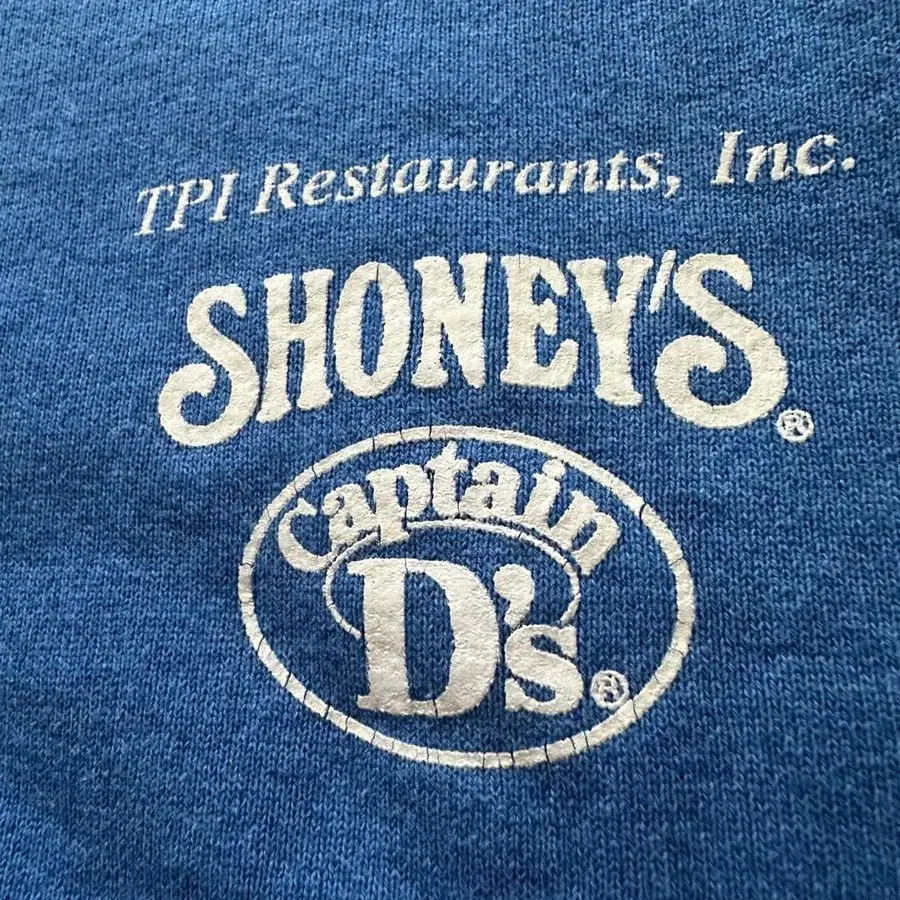 TPI Restaurants, Inc.
SHONEY'S®
Captain
D's®